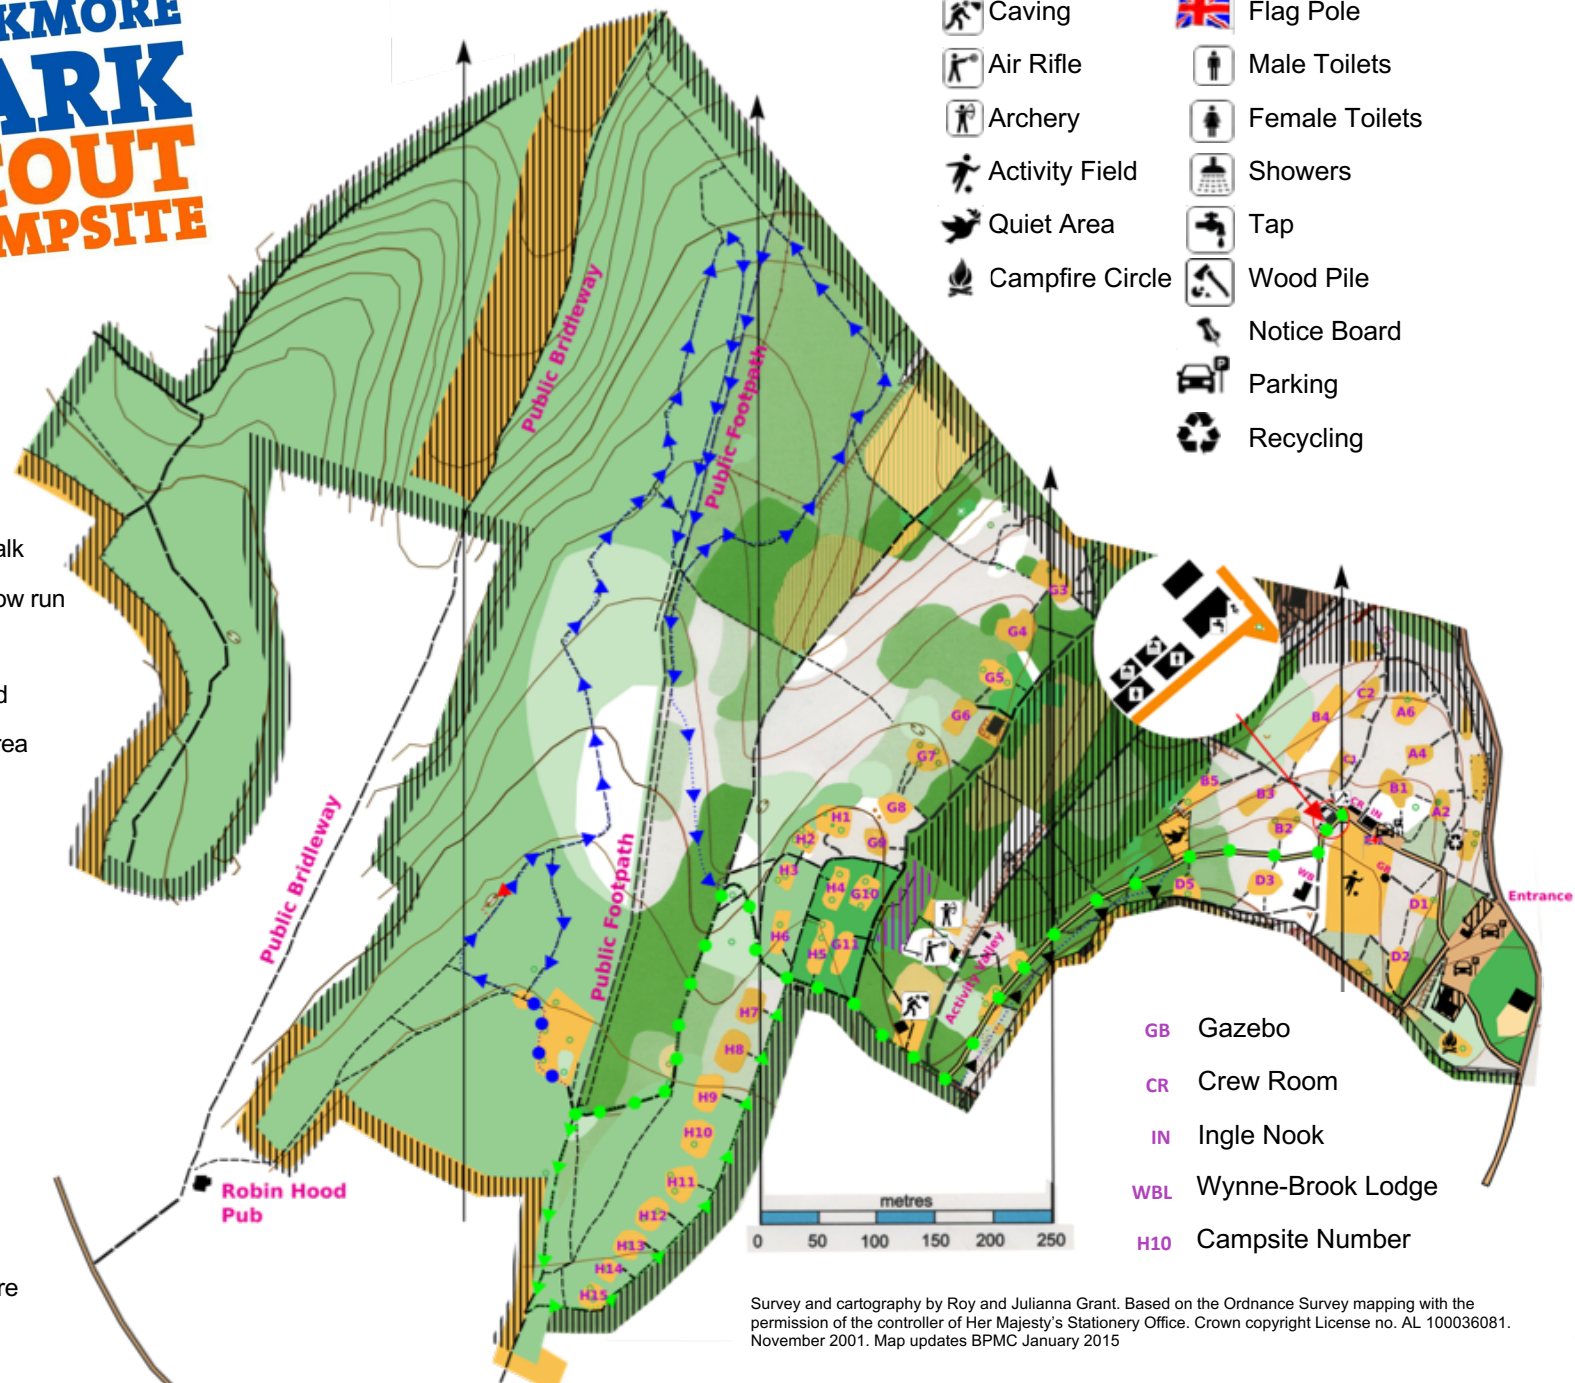 KMORE
ARK
OUT
MPSITE
Caving
Air Rifle
Archery
Activity Field
Quiet Area
Campfire Circle
Flag Pole
Male Toilets
Female Toilets
Showers
Tap
Wood Pile
Notice Board
Parking
Recycling
alk
ow run
d
rea
re
Public Bridleway
Public Footpath
Public Bridleway
Public Footpath
Robin Hood
Pub
Activity Valley
Entrance
G3
G4
G5
G6
G7
G8
G9
G10
G11
H1
H2
H3
H4
H5
H6
H7
H8
H9
H10
H11
H12
H13
H14
H15
C2
A6
B4
A4
C1
B1
A2
B5
B3
B2
CR
IN
GB
WB
D5
D3
D1
D2
P
P
metres
0 50 100 150 200 250
GB Gazebo
CR Crew Room
IN Ingle Nook
WBL Wynne-Brook Lodge
H10 Campsite Number
Survey and cartography by Roy and Julianna Grant. Based on the Ordnance Survey mapping with the
permission of the controller of Her Majesty's Stationery Office. Crown copyright License no. AL 100036081.
November 2001. Map updates BPMC January 2015